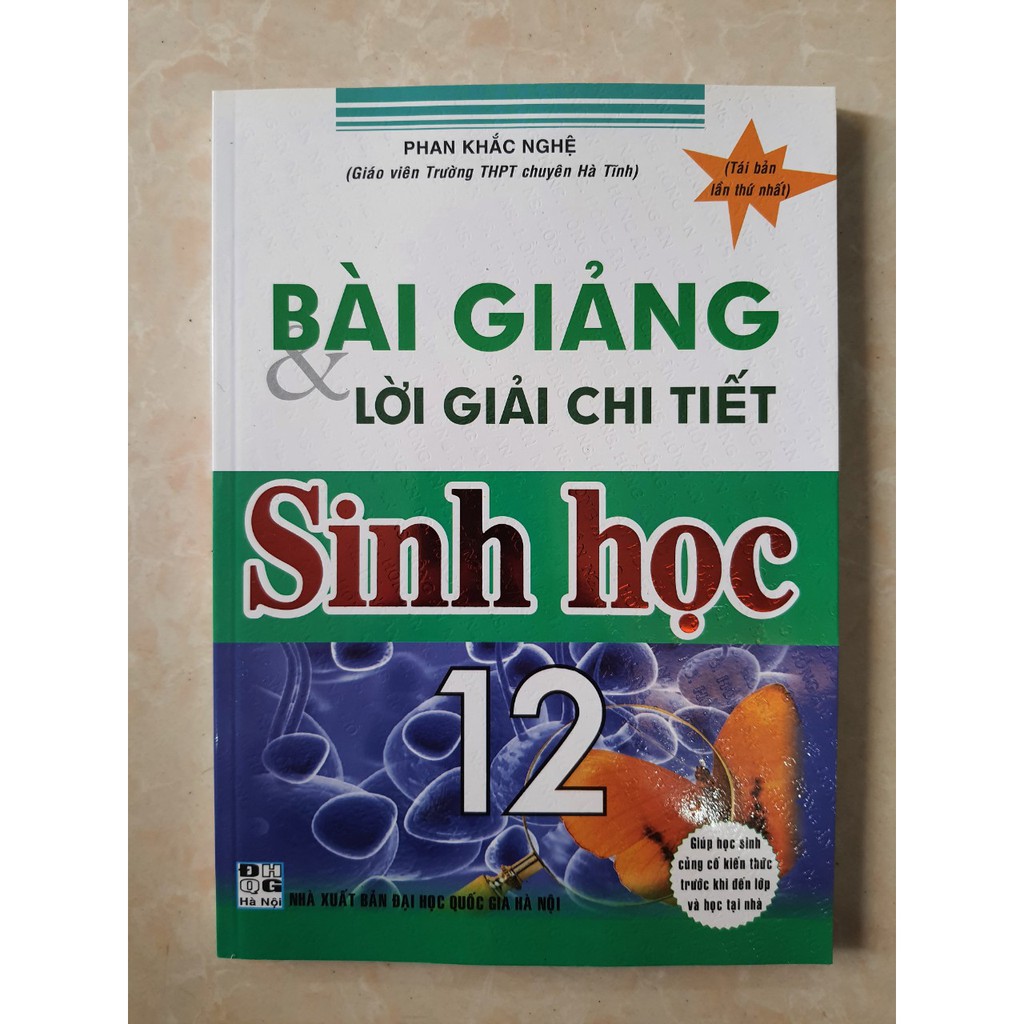 PHAN KHẮC NGHỆ
(Giáo viên Trường THPT chuyên Hà Tĩnh)
(Tái bản
lần thứ nhất)
BÀI GIẢNG
& LỜI GIẢI CHI TIẾT
Sinh học
12
Giúp học sinh
củng cố kiến thức
trước khi đến lớp
và học tại nhà
ĐH
QG
Hà Nội
NHÀ XUẤT BẢN ĐẠI HỌC QUỐC GIA HÀ NỘI